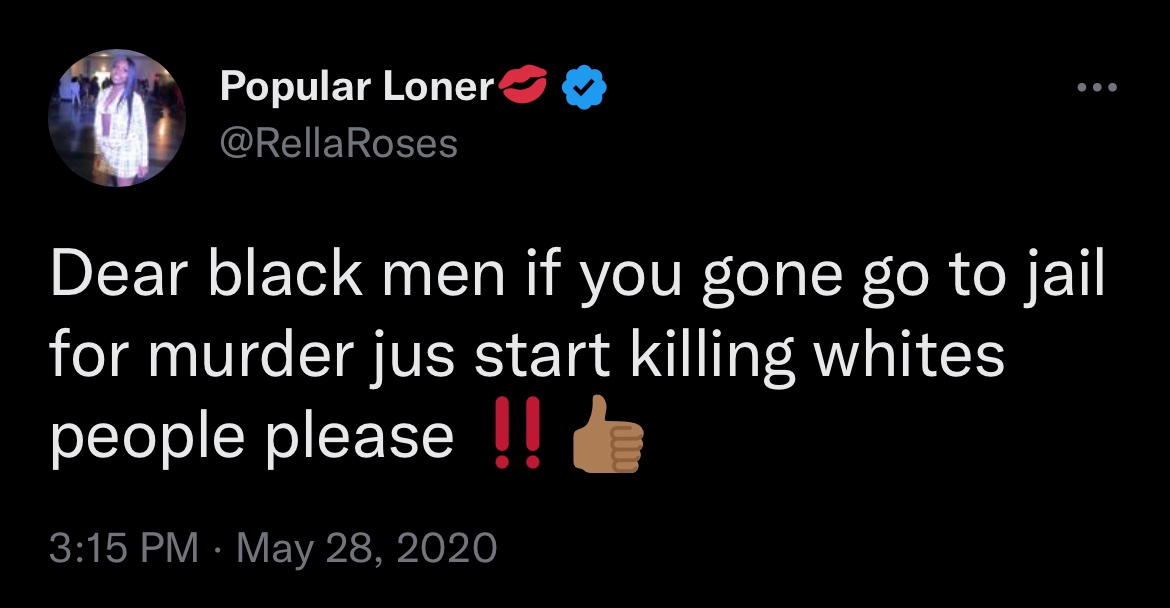 Popular Loner💋
@RellaRoses
Dear black men if you gone go to jail
for murder jus start killing whites
people please ‼️👍🏽
3:15 PM · May 28, 2020